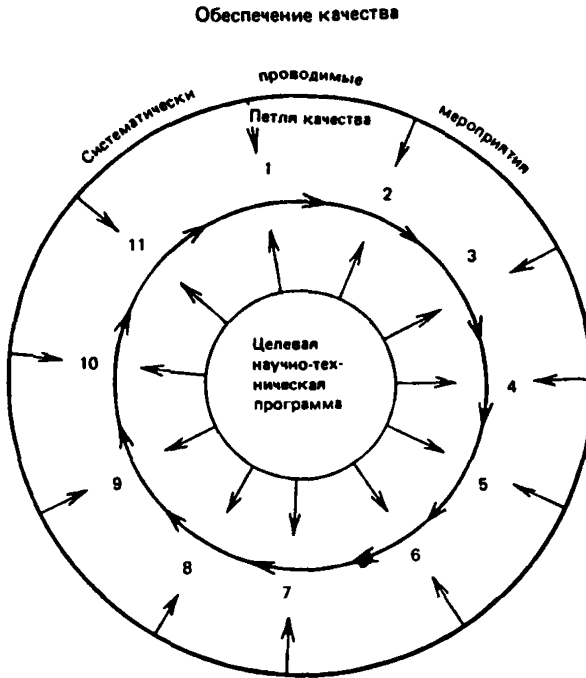 Обеспечение качества
Систематически проводимые мероприятия
Петля качества
1
2
3
4
5
6
7
8
9
10
11
Целевая
научно-тех-
ническая
программа